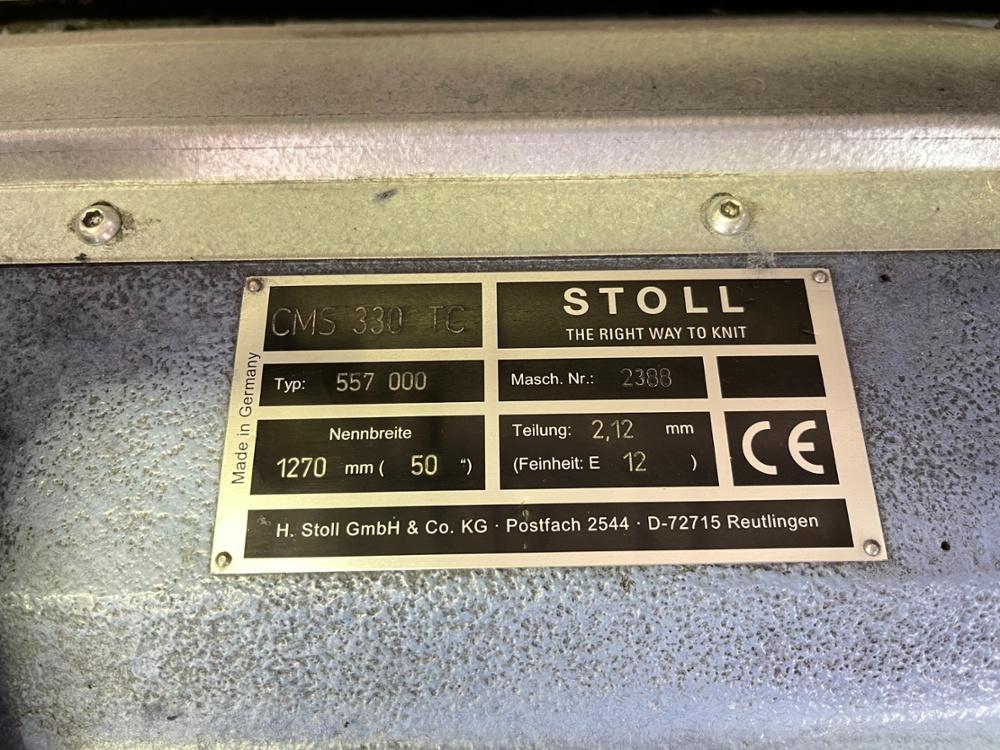 CMS 330 TC
STOLL
THE RIGHT WAY TO KNIT
Made in Germany
Typ: 557 000
Masch. Nr.: 2388
Nennbreite
1270 mm ( 50 “)
Teilung: 2,12 mm
(Feinheit: E 12 )
CE
H. Stoll GmbH & Co. KG · Postfach 2544 · D-72715 Reutlingen